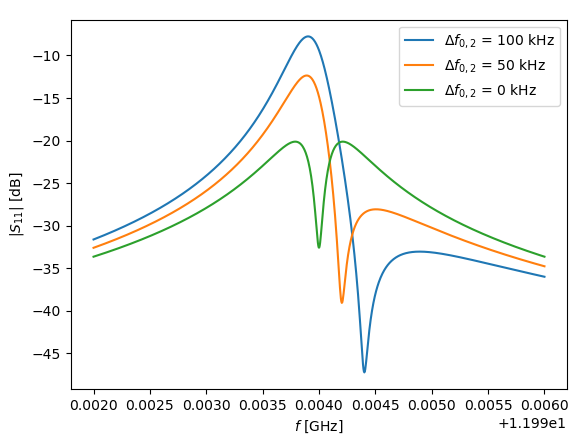 Δf₀,₂ = 100 kHz
Δf₀,₂ = 50 kHz
Δf₀,₂ = 0 kHz
|S₁₁| [dB]
−10
−15
−20
−25
−30
−35
−40
−45
0.0020 0.0025 0.0030 0.0035 0.0040 0.0045 0.0050 0.0055 0.0060
f [GHz]
+1.199e1